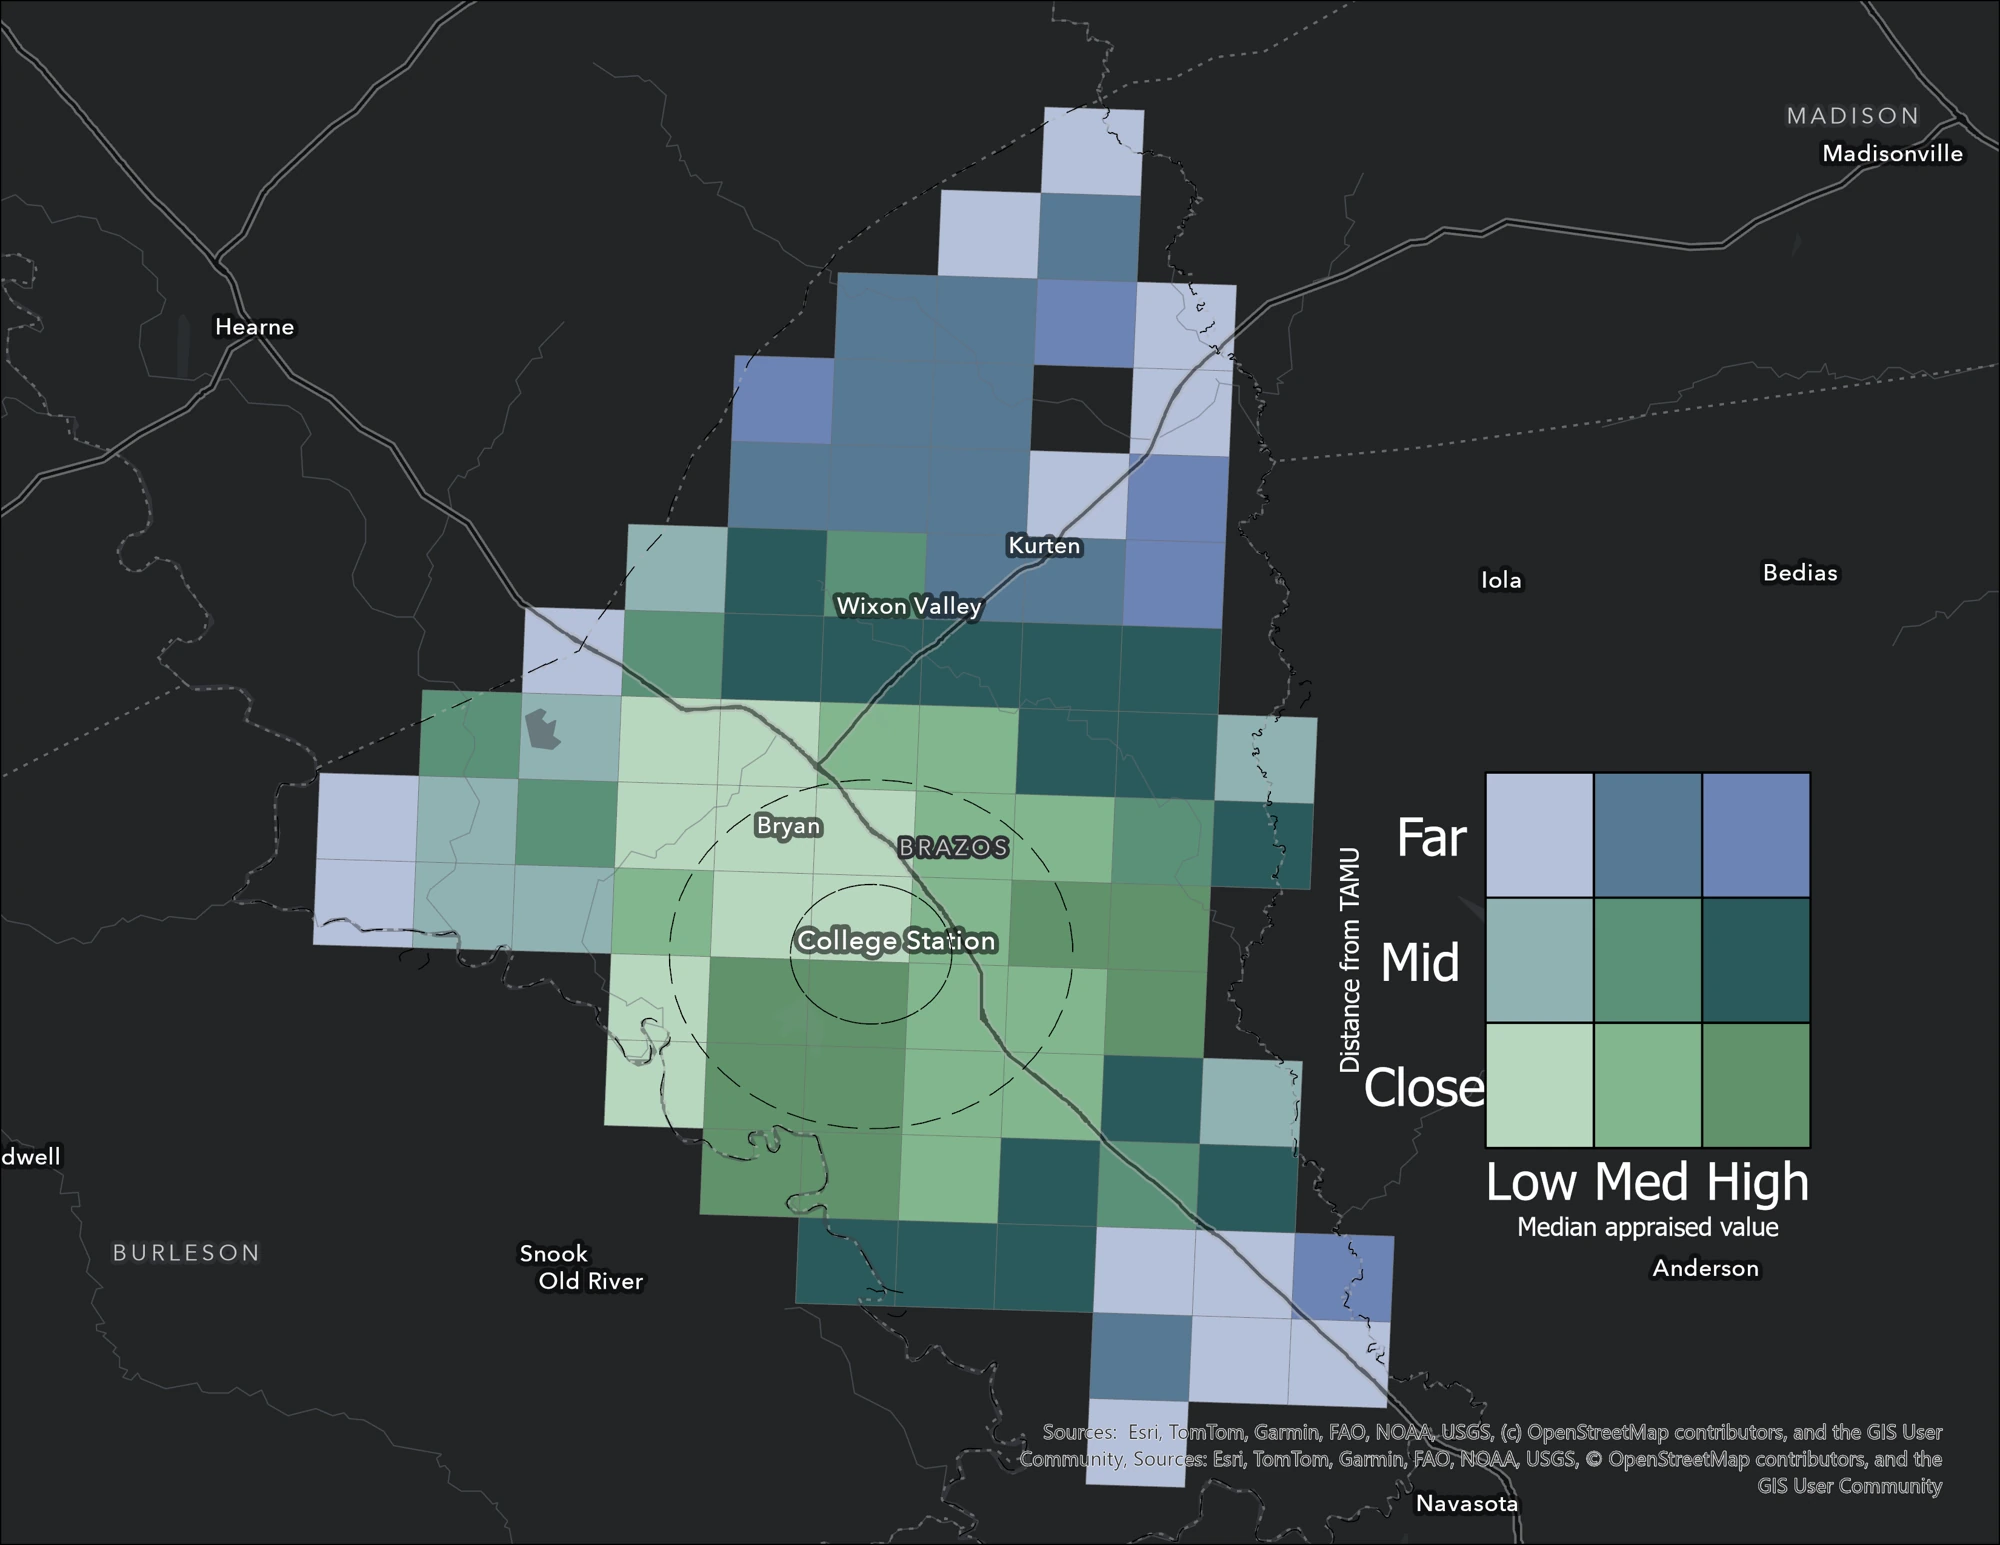 MADISON
Madisonville
Hearne
Kurten
Iola
Bedias
Wixon Valley
Bryan
BRAZOS
College Station
dwell
BURLESON
Snook
Old River
Distance from TAMU
Far
Mid
Close
Low Med High
Median appraised value
Anderson
Sources: Esri, TomTom, Garmin, FAO, NOAA, USGS, (c) OpenStreetMap contributors, and the GIS User
Community, Sources: Esri, TomTom, Garmin, FAO, NOAA, USGS, © OpenStreetMap contributors, and the
GIS User Community
Navasota